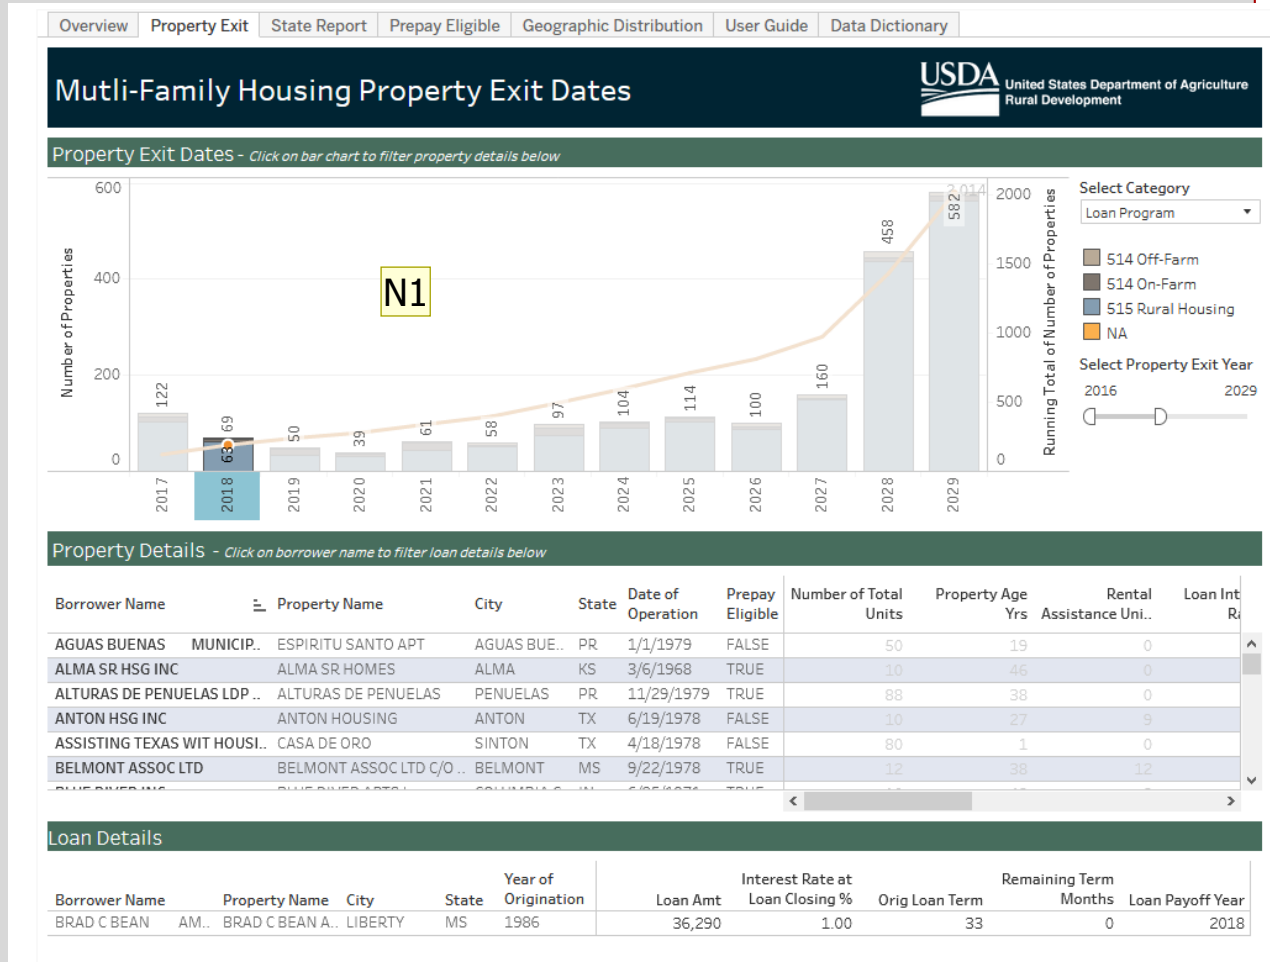 Overview Property Exit State Report Prepay Eligible Geographic Distribution User Guide Data Dictionary
Mutli-Family Housing Property Exit Dates
USDA United States Department of Agriculture
Rural Development
Property Exit Dates - Click on bar chart to filter property details below
Number of Properties
600
400
200
0
122
69
63
50
39
61
58
97
104
114
100
160
458
582
2,014
N1
2017
2018
2019
2020
2021
2022
2023
2024
2025
2026
2027
2028
2029
2000
1500
1000
500
0
Running Total of Number of Properties
Select Category
Loan Program
514 Off-Farm
514 On-Farm
515 Rural Housing
NA
Select Property Exit Year
2016 2029
Property Details - Click on borrower name to filter loan details below
Borrower Name Property Name City State Date of Operation Prepay Eligible Number of Total Units Property Age Yrs Rental Assistance Uni.. Loan Int
AGUAS BUENAS MUNICIP.. ESPIRITU SANTO APT AGUAS BUE.. PR 1/1/1979 FALSE 50 19 0
ALMA SR HSG INC ALMA SR HOMES ALMA KS 3/6/1968 TRUE 10 46 0
ALTURAS DE PENUELAS LDP .. ALTURAS DE PENUELAS PENUELAS PR 11/29/1979 TRUE 88 38 0
ANTON HSG INC ANTON HOUSING ANTON TX 6/19/1978 FALSE 10 27 9
ASSISTING TEXAS WIT HOUSI.. CASA DE ORO SINTON TX 4/18/1978 FALSE 80 1 0
BELMONT ASSOC LTD BELMONT ASSOC LTD C/O .. BELMONT MS 9/22/1978 TRUE 12 38 12
Loan Details
Borrower Name Property Name City State Year of Origination Loan Amt Interest Rate at Loan Closing % Orig Loan Term Remaining Term Months Loan Payoff Year
BRAD C BEAN AM.. BRAD C BEAN A.. LIBERTY MS 1986 36,290 1.00 33 0 2018